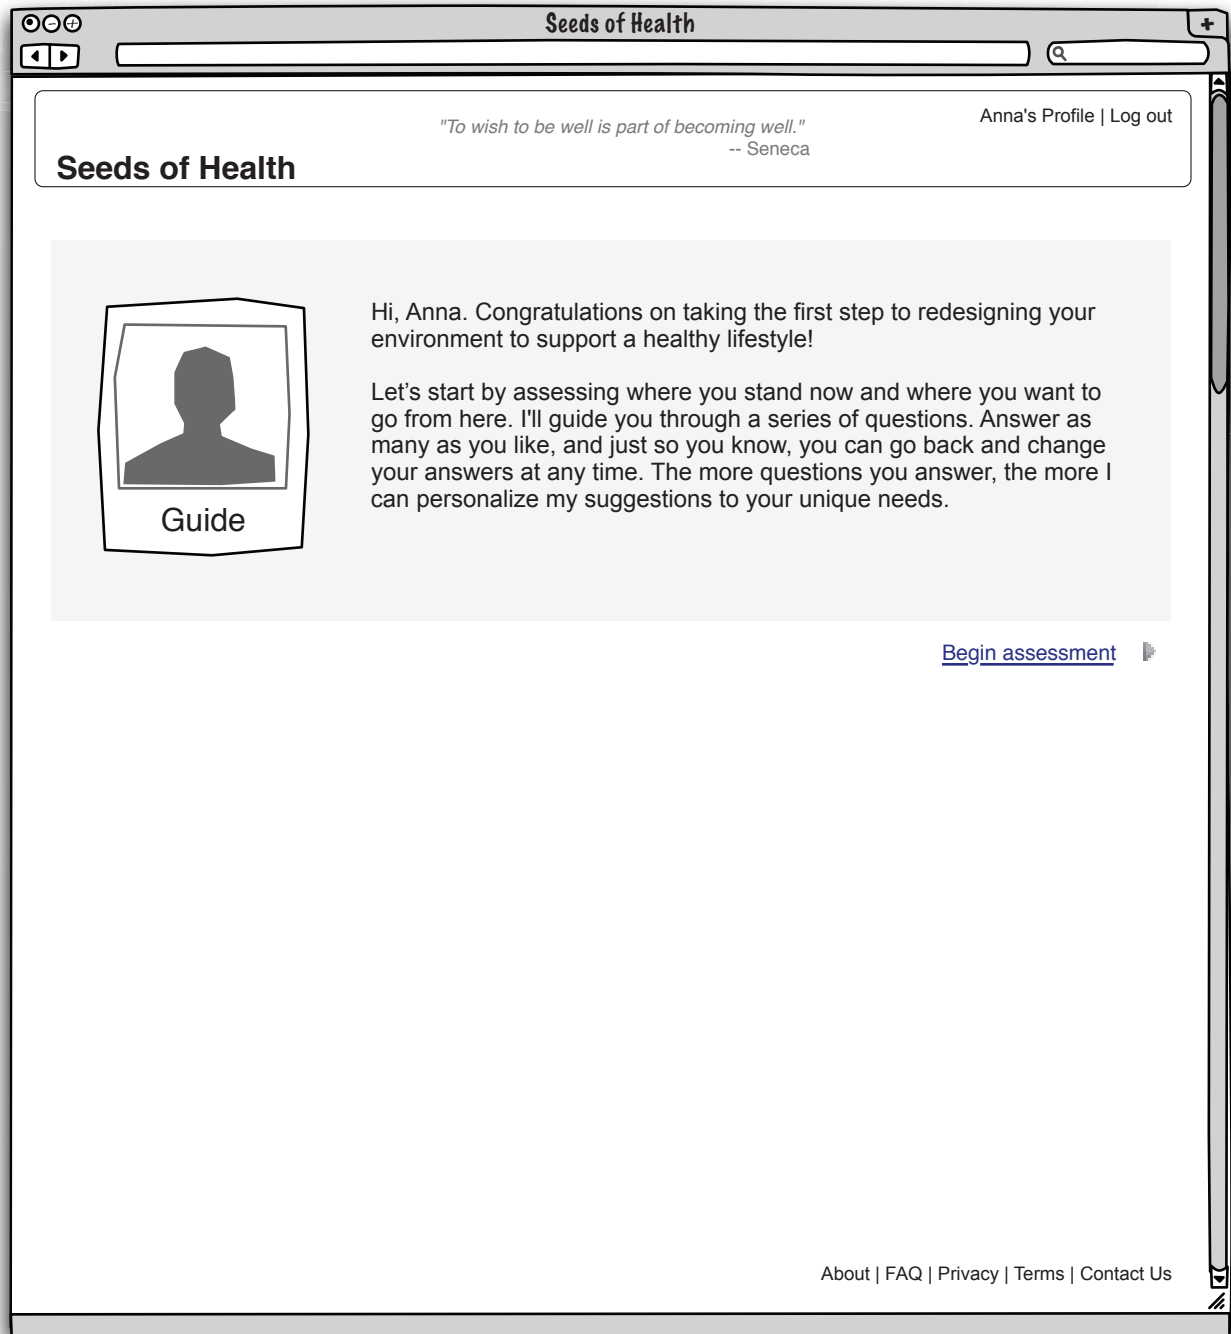 Seeds of Health
Anna's Profile | Log out
"To wish to be well is part of becoming well."
-- Seneca
Seeds of Health
Hi, Anna. Congratulations on taking the first step to redesigning your
environment to support a healthy lifestyle!
Let’s start by assessing where you stand now and where you want to
go from here. I'll guide you through a series of questions. Answer as
many as you like, and just so you know, you can go back and change
your answers at any time. The more questions you answer, the more I
can personalize my suggestions to your unique needs.
Guide
Begin assessment
About | FAQ | Privacy | Terms | Contact Us